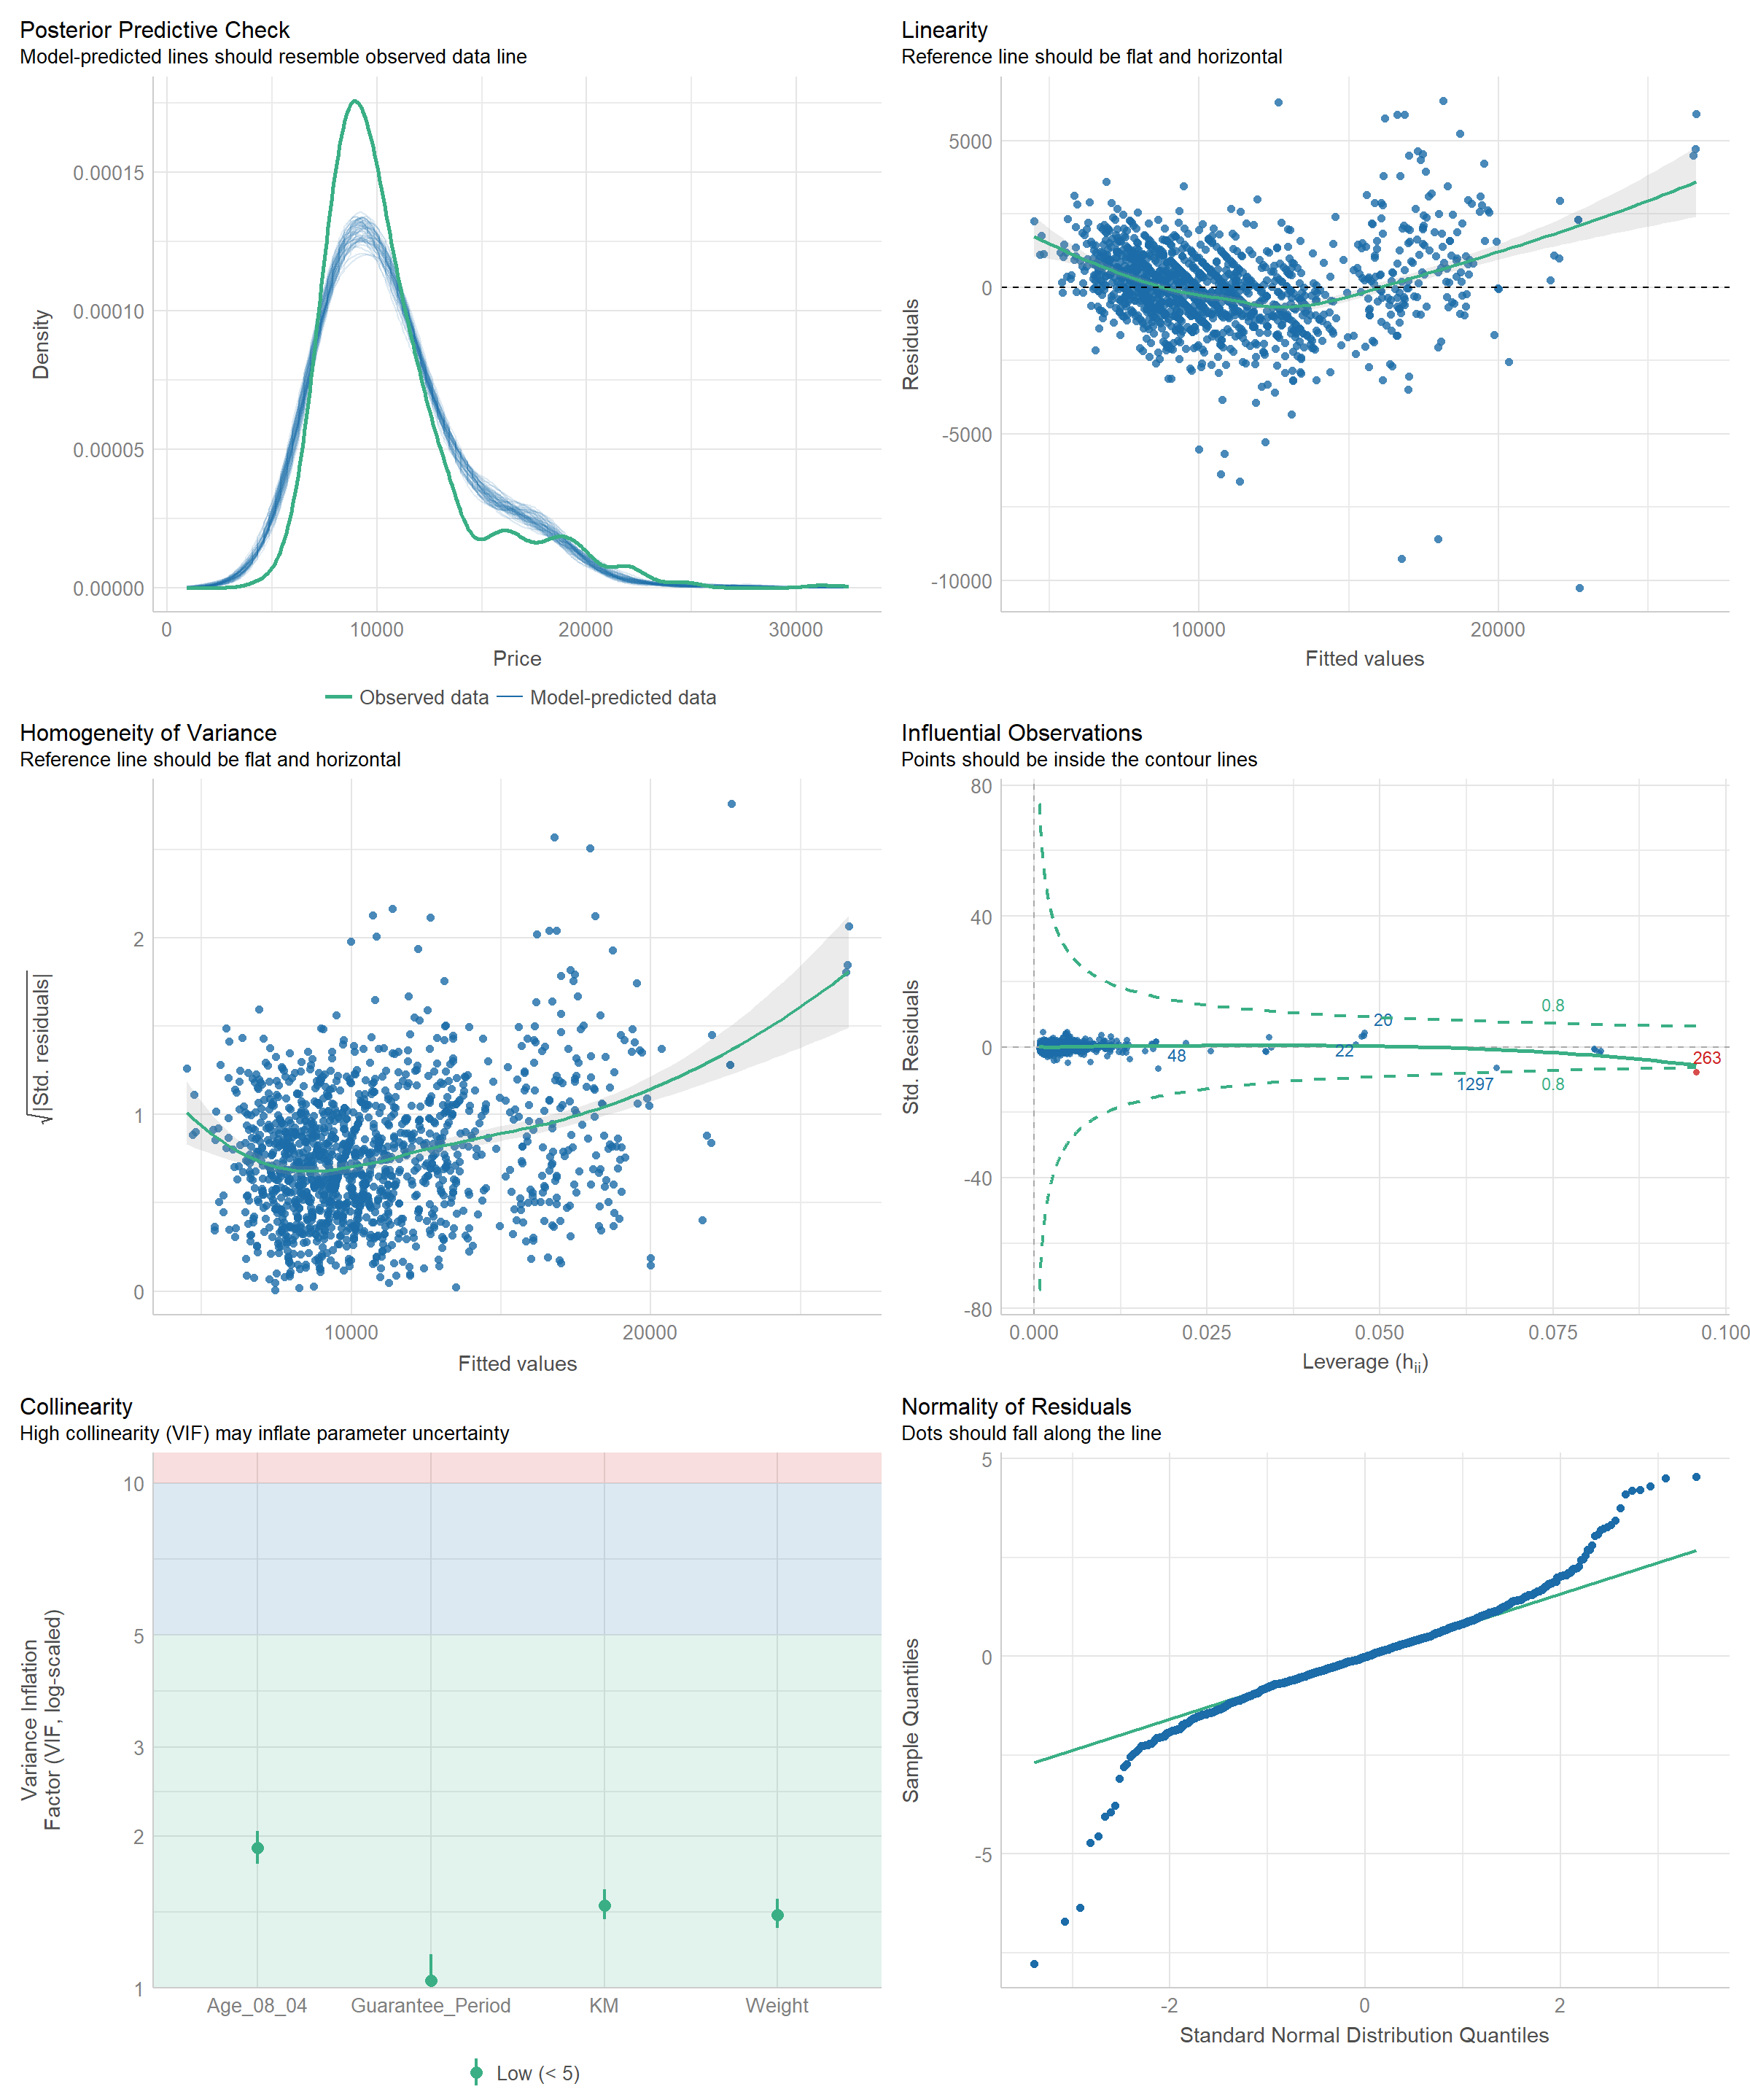 Posterior Predictive Check
Model-predicted lines should resemble observed data line
Density
0.00015
0.00010
0.00005
0.00000
0
10000
20000
30000
Price
Observed data
Model-predicted data
Linearity
Reference line should be flat and horizontal
Residuals
5000
0
-5000
-10000
10000
20000
Fitted values
Homogeneity of Variance
Reference line should be flat and horizontal
√|Std. residuals|
2
1
0
10000
20000
Fitted values
Influential Observations
Points should be inside the contour lines
Std. Residuals
80
40
0
-40
-80
20
0.8
48
22
263
1297
0.8
0.000
0.025
0.050
0.075
0.100
Leverage (hii)
Collinearity
High collinearity (VIF) may inflate parameter uncertainty
Variance Inflation
Factor (VIF, log-scaled)
10
5
3
2
1
Age_08_04
Guarantee_Period
KM
Weight
Low (< 5)
Normality of Residuals
Dots should fall along the line
Sample Quantiles
5
0
-5
-2
0
2
Standard Normal Distribution Quantiles